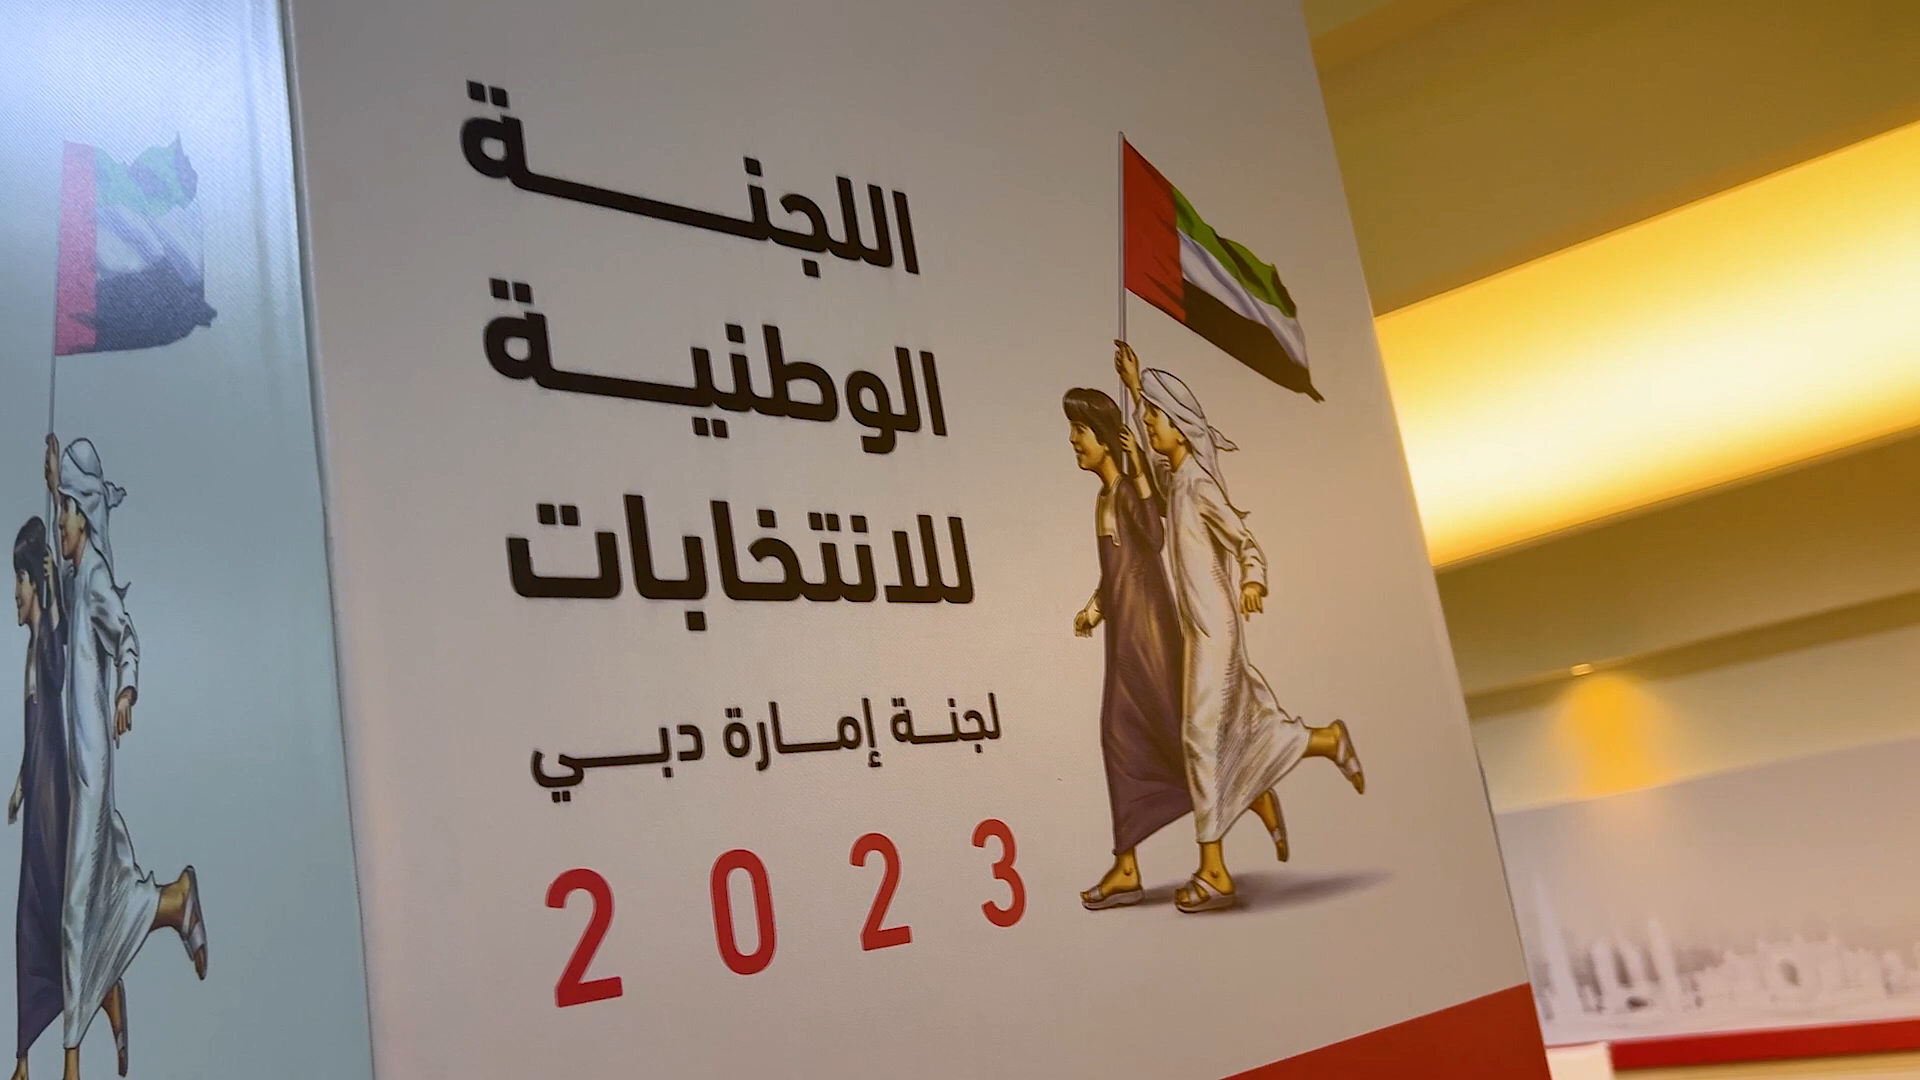 اللجنة
الوطنية
للانتخابات
لجنة إمارة دبي
2023